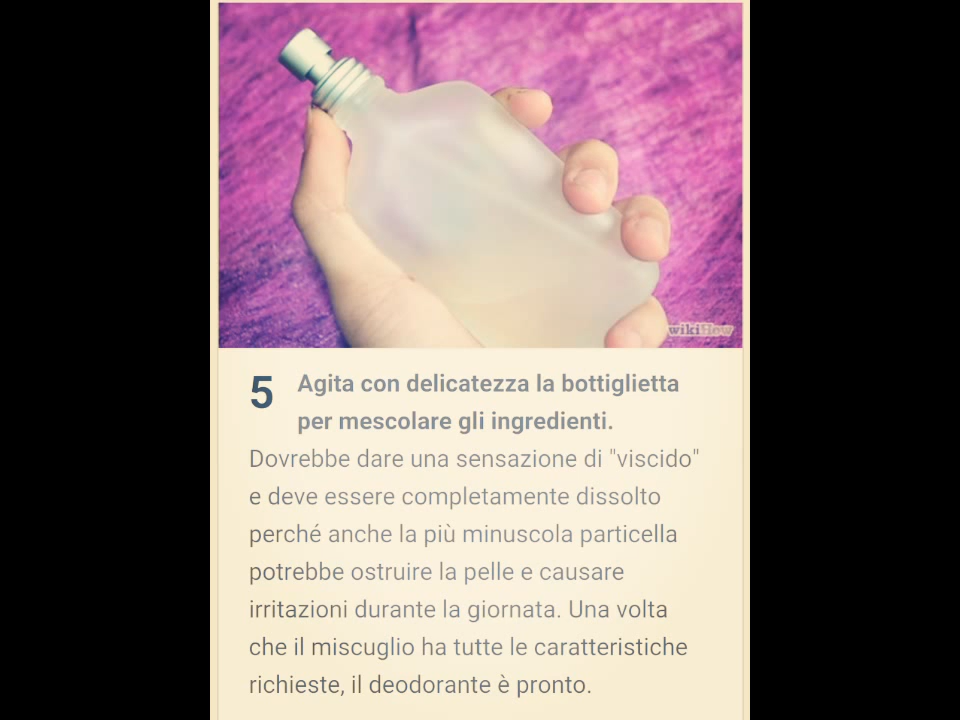 wikiHow
5 Agita con delicatezza la bottiglietta
per mescolare gli ingredienti.
Dovrebbe dare una sensazione di "viscido"
e deve essere completamente dissolto
perché anche la più minuscola particella
potrebbe ostruire la pelle e causare
irritazioni durante la giornata. Una volta
che il miscuglio ha tutte le caratteristiche
richieste, il deodorante è pronto.